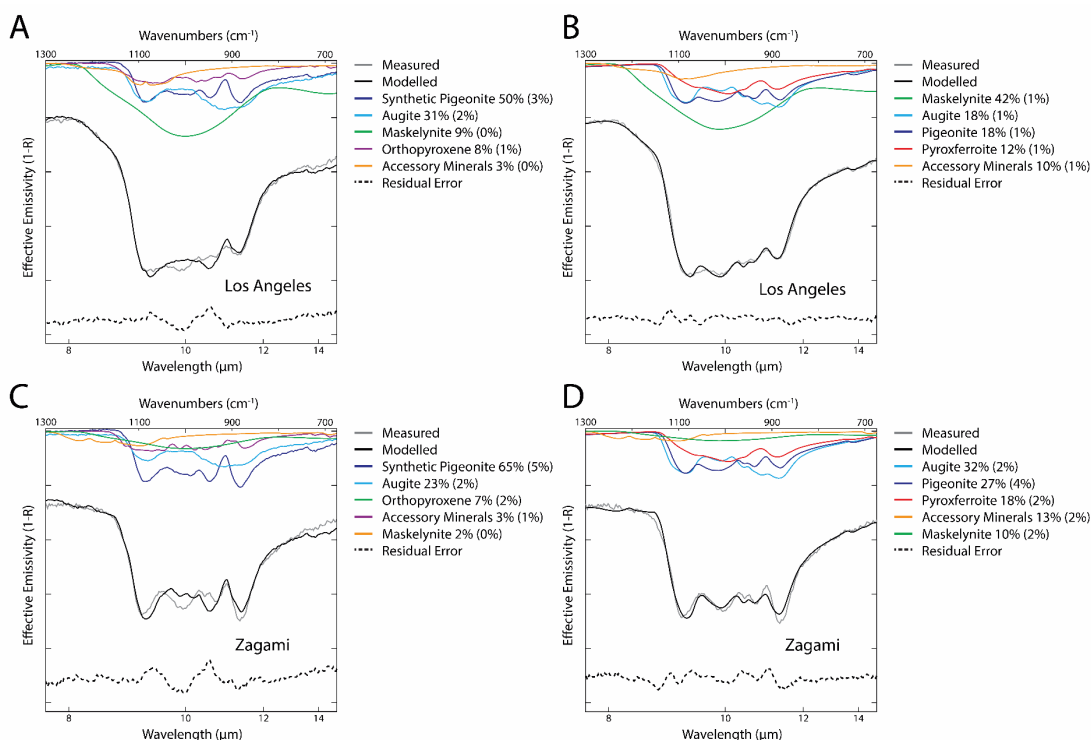 A
Wavenumbers (cm⁻¹)
1300 1100 900 700
Effective Emissivity (1-R)
Los Angeles
8 10 12 14
Wavelength (µm)
Measured
Modelled
Synthetic Pigeonite 50% (3%)
Augite 31% (2%)
Maskelynite 9% (0%)
Orthopyroxene 8% (1%)
Accessory Minerals 3% (0%)
Residual Error
B
Wavenumbers (cm⁻¹)
1300 1100 900 700
Effective Emissivity (1-R)
Los Angeles
8 10 12 14
Wavelength (µm)
Measured
Modelled
Maskelynite 42% (1%)
Augite 18% (1%)
Pigeonite 18% (1%)
Pyroxferroite 12% (1%)
Accessory Minerals 10% (1%)
Residual Error
C
Wavenumbers (cm⁻¹)
1300 1100 900 700
Effective Emissivity (1-R)
Zagami
8 10 12 14
Wavelength (µm)
Measured
Modelled
Synthetic Pigeonite 65% (5%)
Augite 23% (2%)
Orthopyroxene 7% (2%)
Accessory Minerals 3% (1%)
Maskelynite 2% (0%)
Residual Error
D
Wavenumbers (cm⁻¹)
1300 1100 900 700
Effective Emissivity (1-R)
Zagami
8 10 12 14
Wavelength (µm)
Measured
Modelled
Augite 32% (2%)
Pigeonite 27% (4%)
Pyroxferroite 18% (2%)
Accessory Minerals 13% (2%)
Maskelynite 10% (2%)
Residual Error